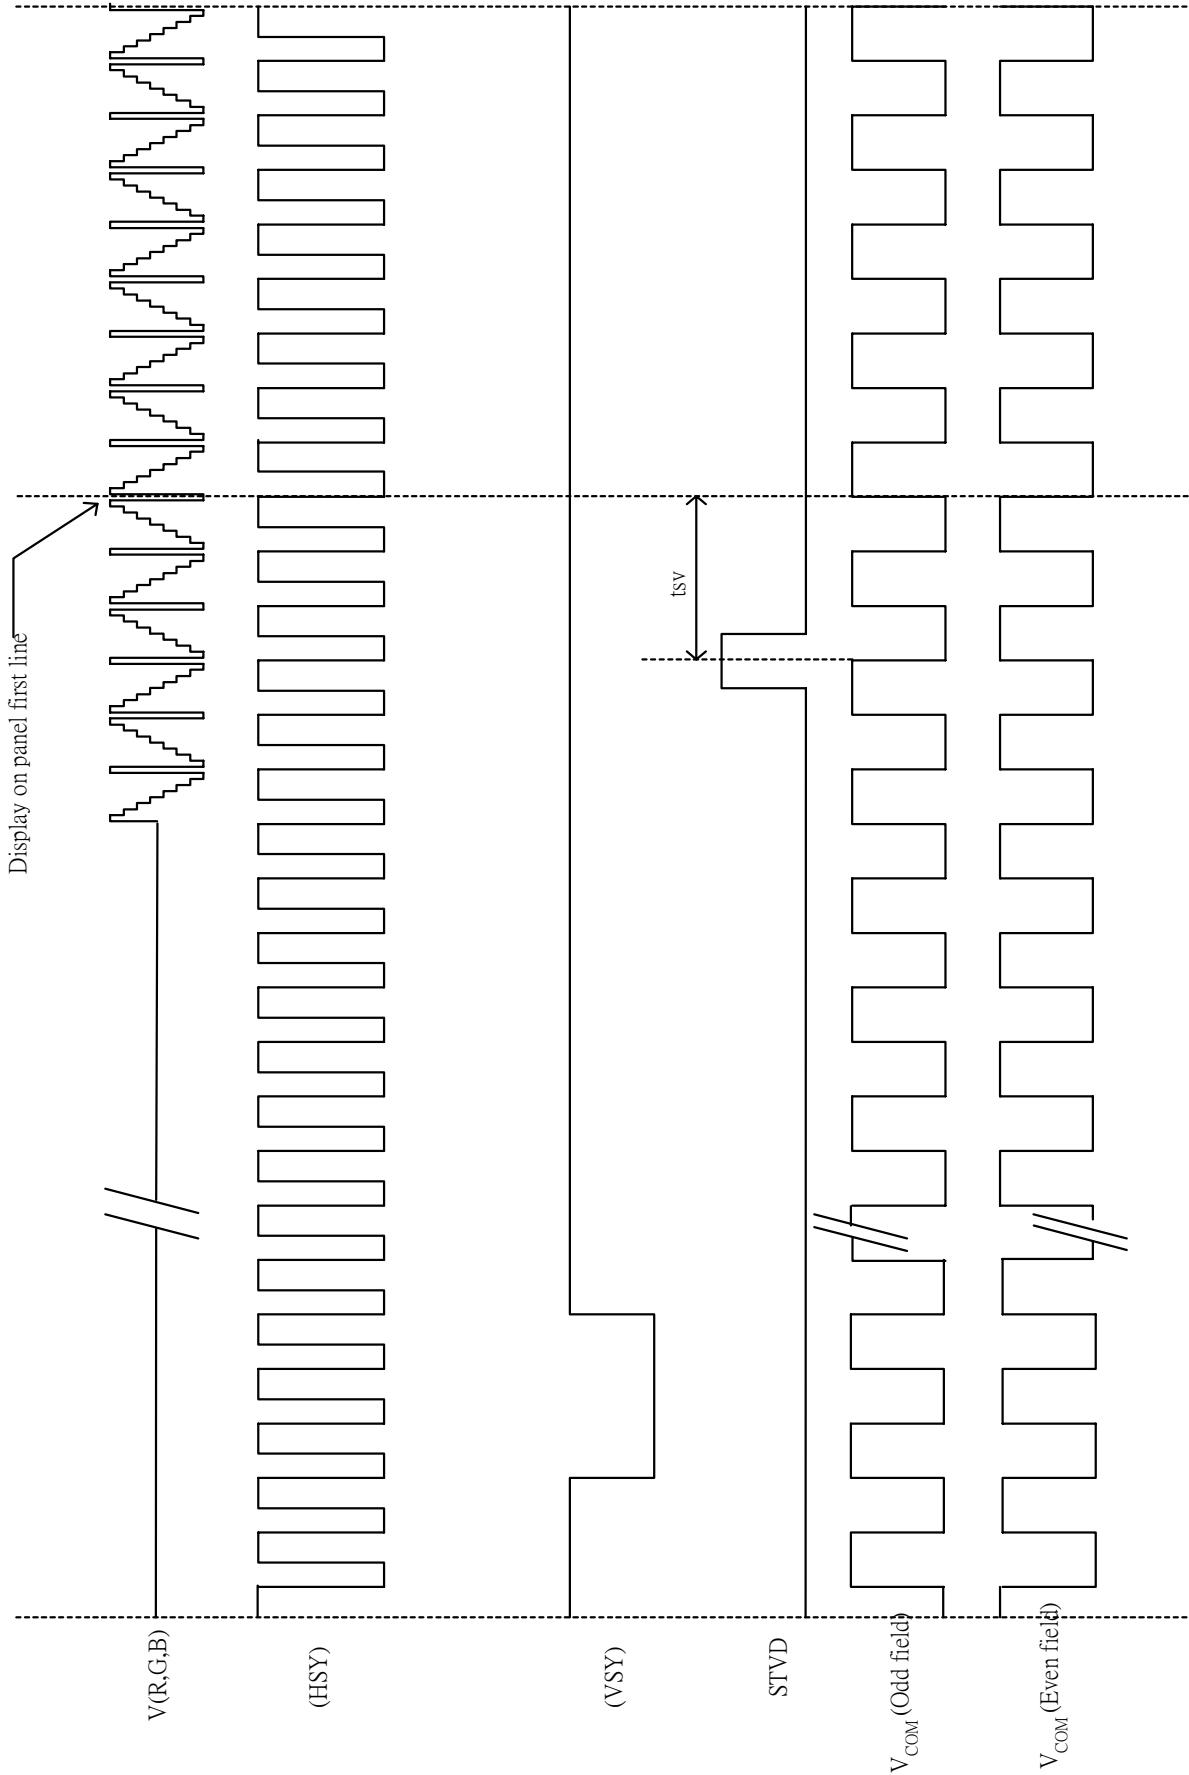 Display on panel first line
tsv
V(R,G,B)
(HSY)
(VSY)
STVD
VCOM (Odd field)
VCOM (Even field)